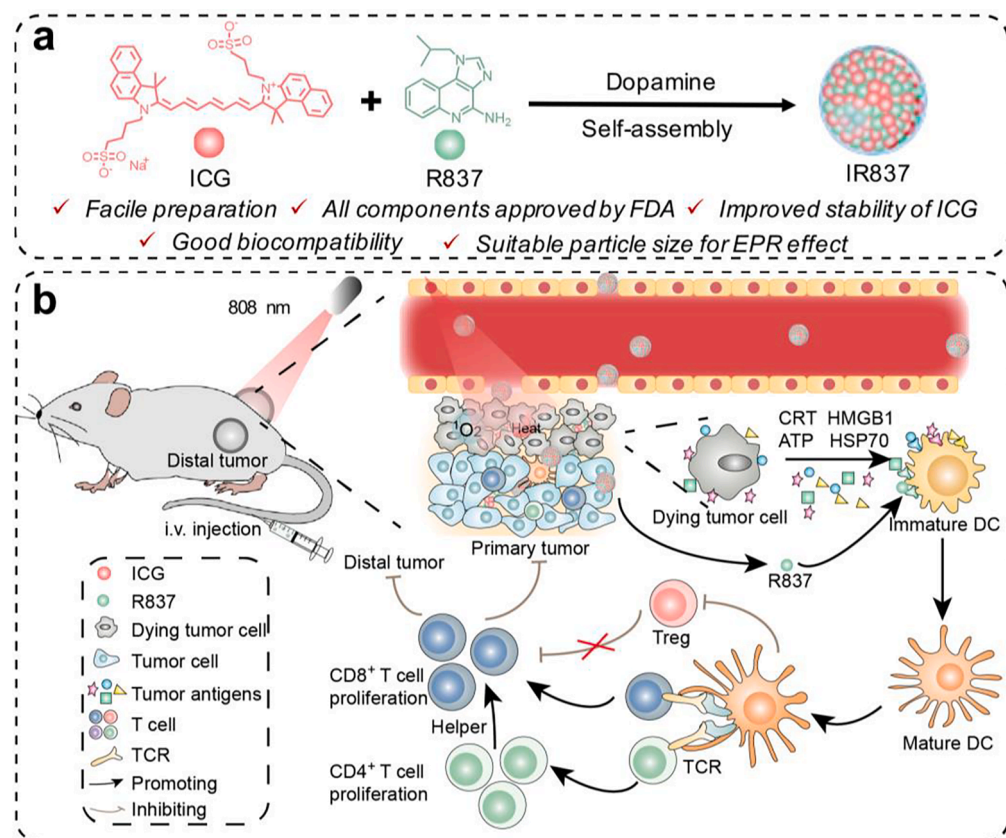 a
O⁻
O=S=O
N⁺
N
O=S=O
O⁻
Na⁺
N
N
N
NH₂
+
Dopamine
Self-assembly
ICG
R837
IR837
✓ Facile preparation ✓ All components approved by FDA ✓ Improved stability of ICG
✓ Good biocompatibility ✓ Suitable particle size for EPR effect
b
808 nm
¹O₂
Heat
CRT HMGB1
ATP HSP70
Distal tumor
i.v. injection
Primary tumor
Dying tumor cell
Immature DC
R837
Distal tumor
ICG
R837
Dying tumor cell
Tumor cell
Tumor antigens
T cell
TCR
Promoting
Inhibiting
Treg
CD8⁺ T cell
proliferation
Helper
CD4⁺ T cell
proliferation
TCR
Mature DC